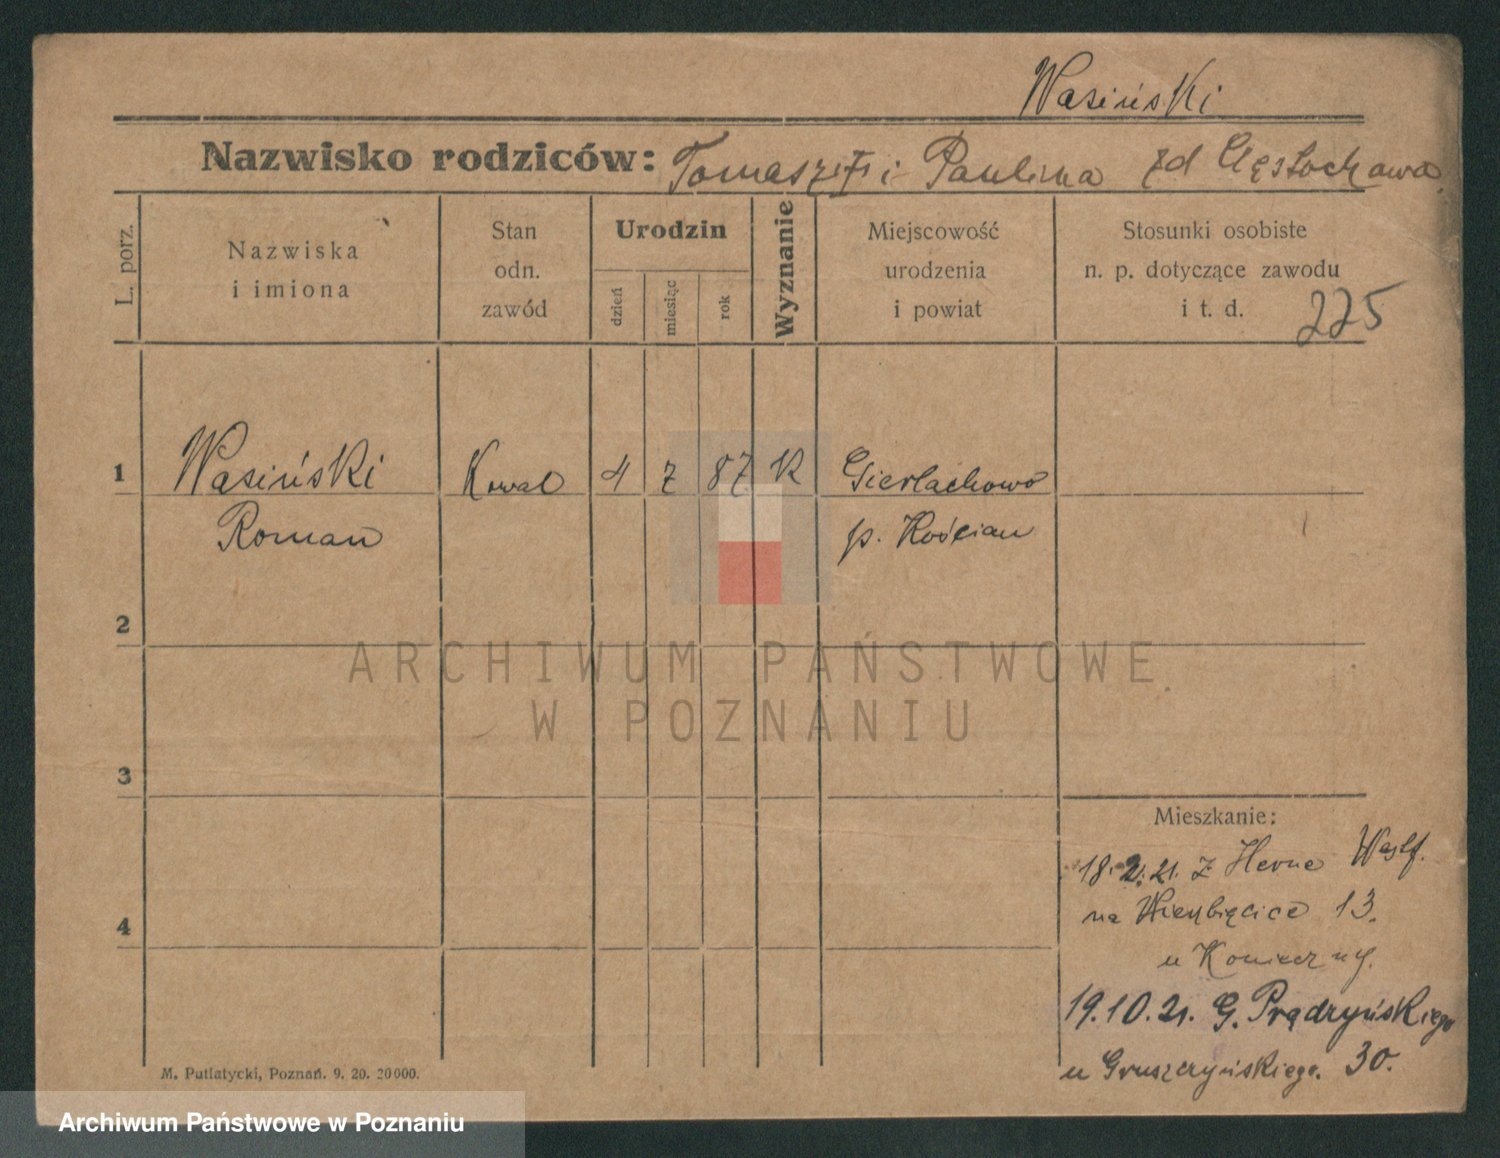 Wasiński
Nazwisko rodziców: Tomasz i Paulina zd Częstochowa
L. porz.
Nazwiska
i imiona
Stan
odn.
zawód
Urodzin
dzień
miesiąc
rok
Wyznanie
Miejscowość
urodzenia
i powiat
Stosunki osobiste
n. p. dotyczące zawodu
i t. d.
225
1
Wasiński Kowal 4 7 87 K Gierlachowo
Roman p. Kościan
2
ARCHIWUM PAŃSTWOWE
W POZNANIU
3
Mieszkanie:
18.2.21. z Herne Westf.
4
na Wierzbięcice 13.
u Koniecznej.
19.10.21. G. Prądzyńskiego
u Gruszczyńskiego. 30.
M. Putiatycki, Poznań. 9. 20. 20000.
Archiwum Państwowe w Poznaniu